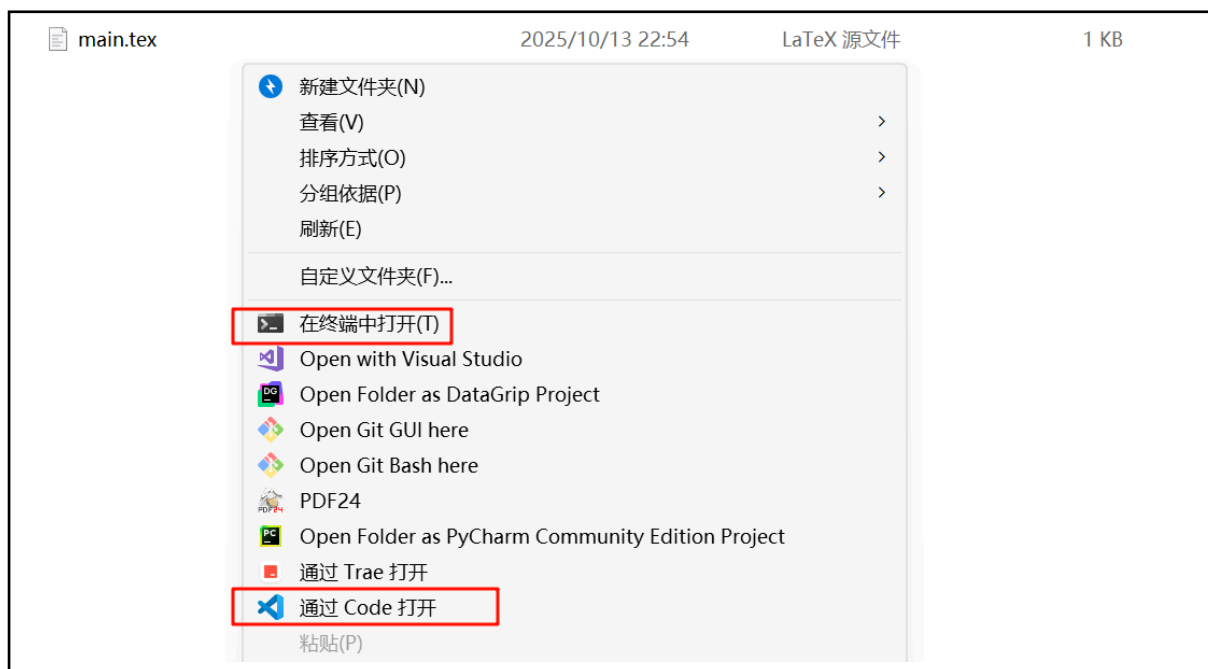 main.tex 2025/10/13 22:54 LaTeX 源文件 1 KB
新建文件夹(N)
查看(V)
排序方式(O)
分组依据(P)
刷新(E)
自定义文件夹(F)...
在终端中打开(T)
Open with Visual Studio
DG Open Folder as DataGrip Project
Open Git GUI here
Open Git Bash here
PDF24 PDF24
PC Open Folder as PyCharm Community Edition Project
通过 Trae 打开
通过 Code 打开
粘贴(P)